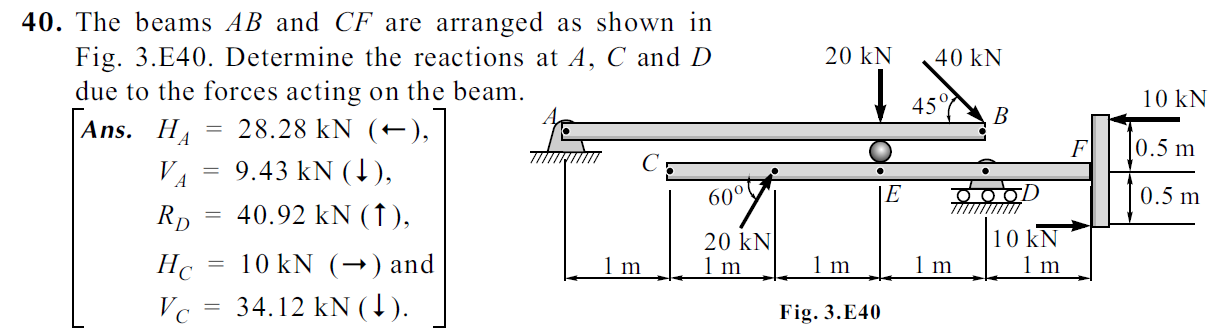 40. The beams AB and CF are arranged as shown in
Fig. 3.E40. Determine the reactions at A, C and D
due to the forces acting on the beam.
Ans. H_A = 28.28 kN (←),
V_A = 9.43 kN (↓),
R_D = 40.92 kN (↑),
H_C = 10 kN (→) and
V_C = 34.12 kN (↓).
20 kN
40 kN
45°
10 kN
A
B
F
0.5 m
C
60°
E
D
0.5 m
20 kN
10 kN
1 m
1 m
1 m
1 m
1 m
Fig. 3.E40